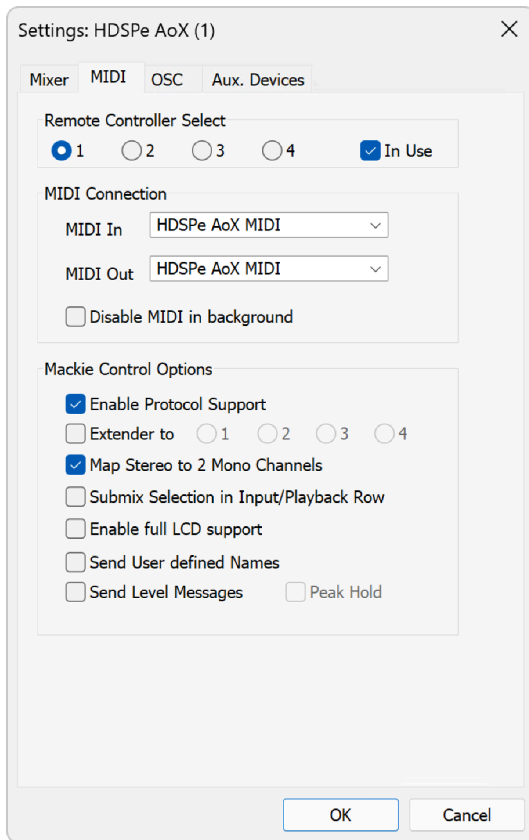 Settings: HDSPe AoX (1)
Mixer MIDI OSC Aux. Devices
Remote Controller Select
1 2 3 4 In Use
MIDI Connection
MIDI In HDSPe AoX MIDI
MIDI Out HDSPe AoX MIDI
Disable MIDI in background
Mackie Control Options
Enable Protocol Support
Extender to 1 2 3 4
Map Stereo to 2 Mono Channels
Submix Selection in Input/Playback Row
Enable full LCD support
Send User defined Names
Send Level Messages Peak Hold
OK Cancel